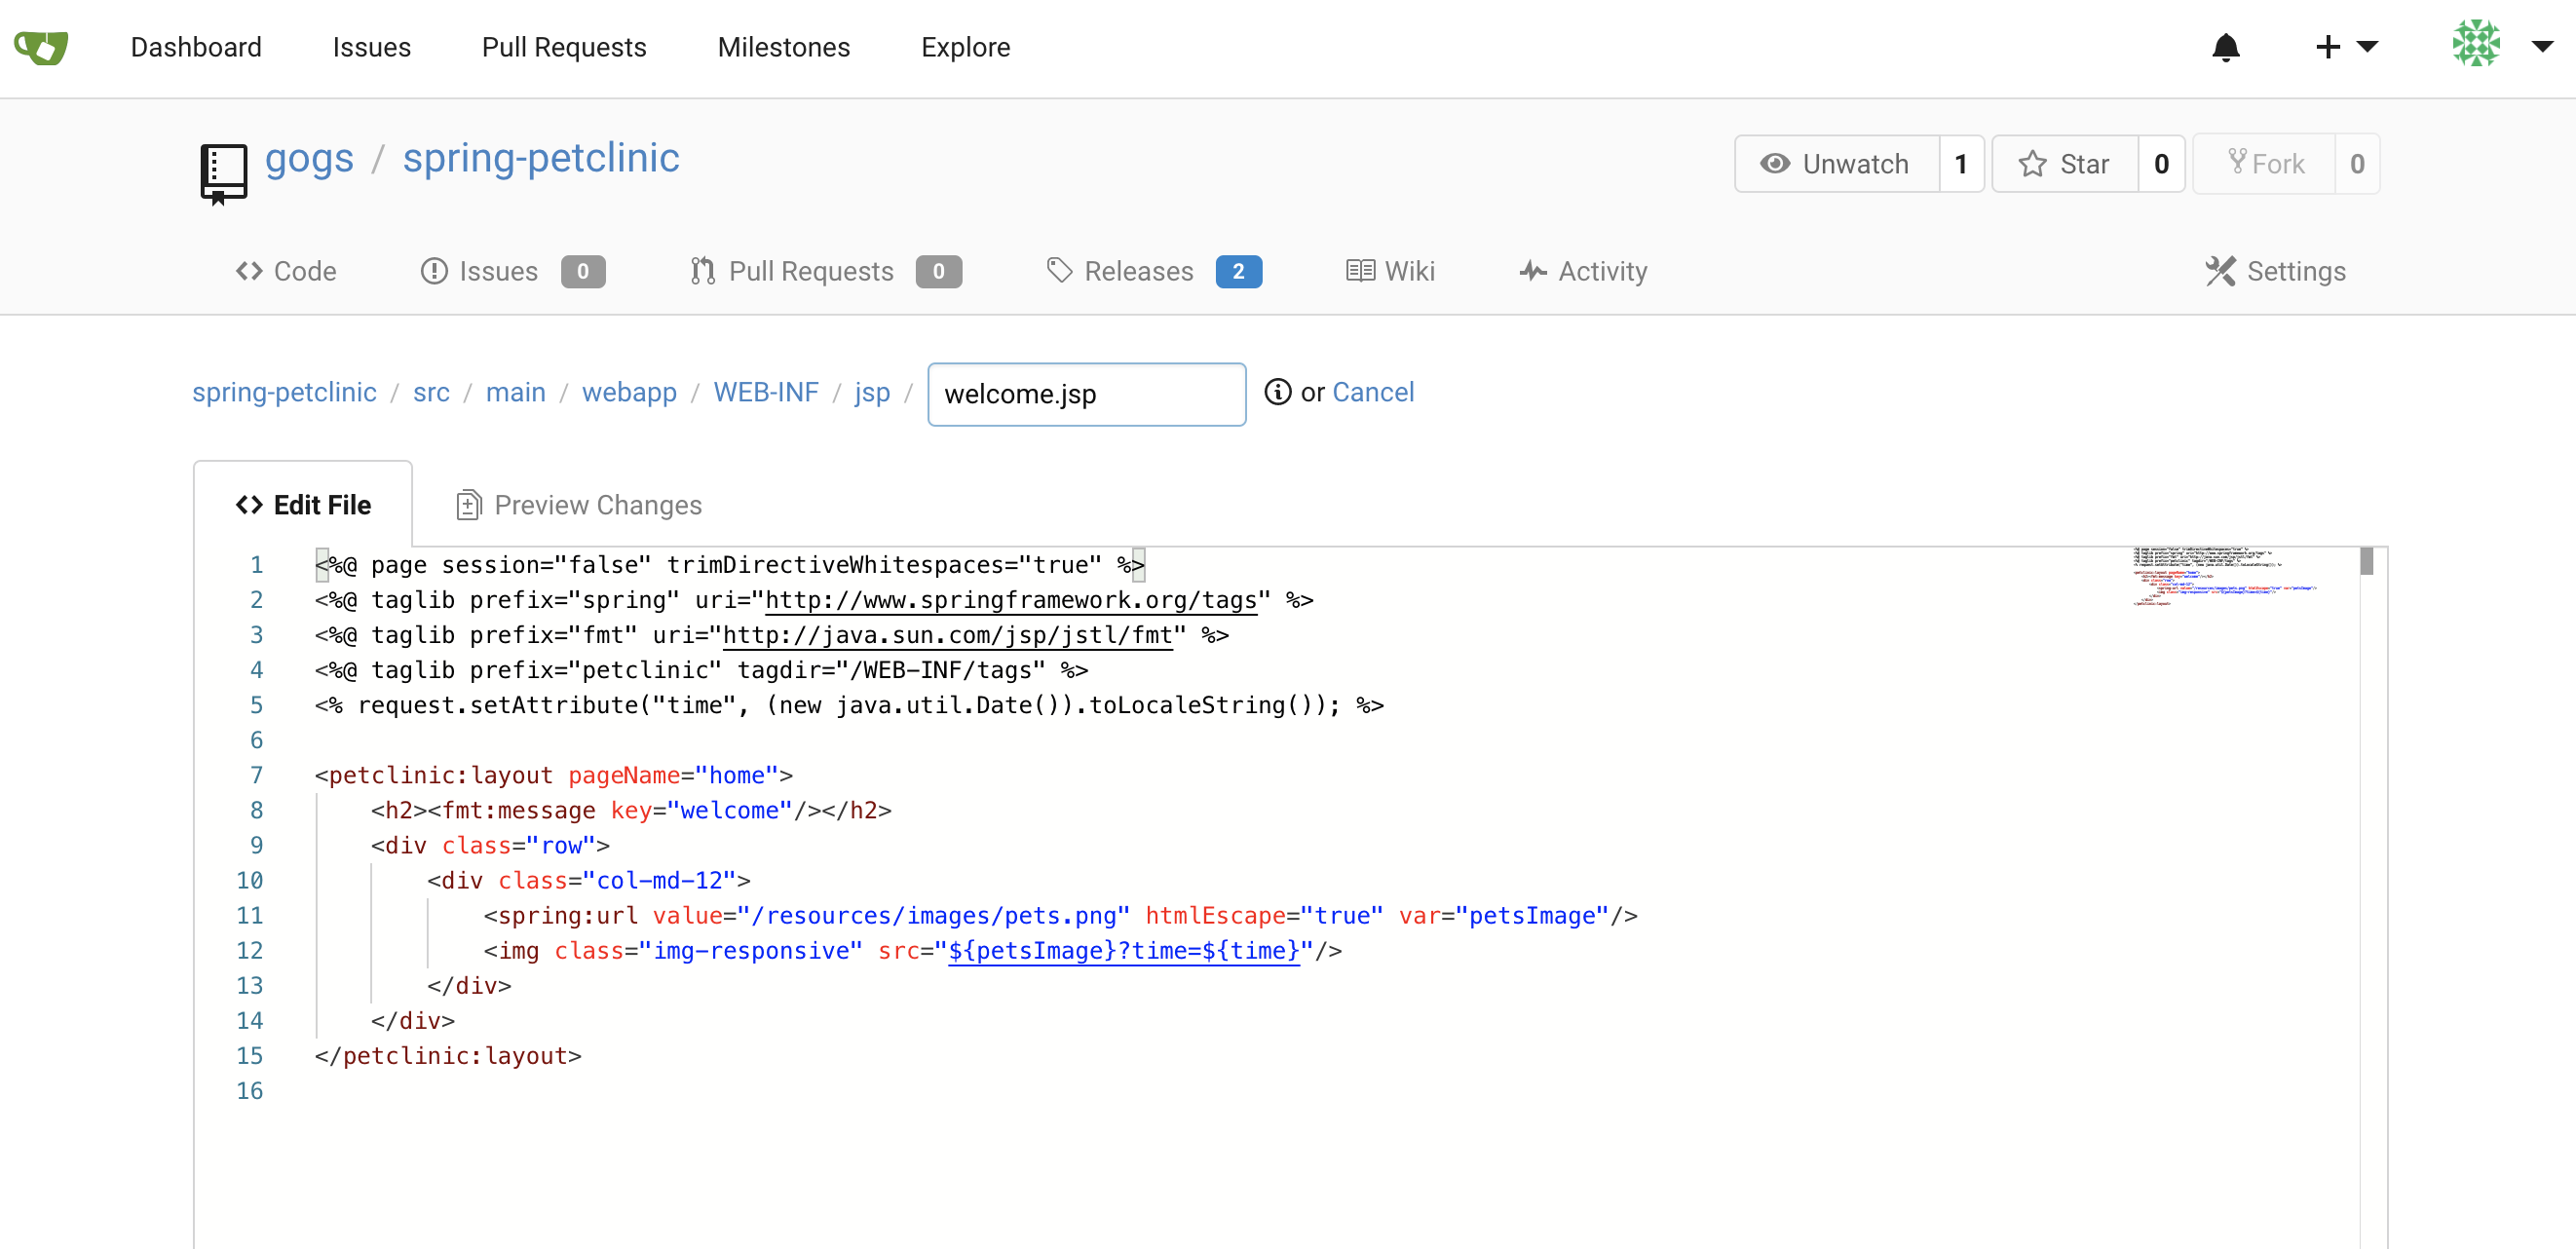 Dashboard Issues Pull Requests Milestones Explore
gogs / spring-petclinic
Unwatch 1 Star 0 Fork 0
Code Issues 0 Pull Requests 0 Releases 2 Wiki Activity Settings
spring-petclinic / src / main / webapp / WEB-INF / jsp / welcome.jsp or Cancel
Edit File Preview Changes
1 <%@ page session="false" trimDirectiveWhitespaces="true" %>
2 <%@ taglib prefix="spring" uri="http://www.springframework.org/tags" %>
3 <%@ taglib prefix="fmt" uri="http://java.sun.com/jsp/jstl/fmt" %>
4 <%@ taglib prefix="petclinic" tagdir="/WEB-INF/tags" %>
5 <% request.setAttribute("time", (new java.util.Date()).toLocaleString()); %>
6
7 <petclinic:layout pageName="home">
8     <h2><fmt:message key="welcome"/></h2>
9     <div class="row">
10         <div class="col-md-12">
11             <spring:url value="/resources/images/pets.png" htmlEscape="true" var="petsImage"/>
12             <img class="img-responsive" src="${petsImage}?time=${time}"/>
13         </div>
14     </div>
15 </petclinic:layout>
16